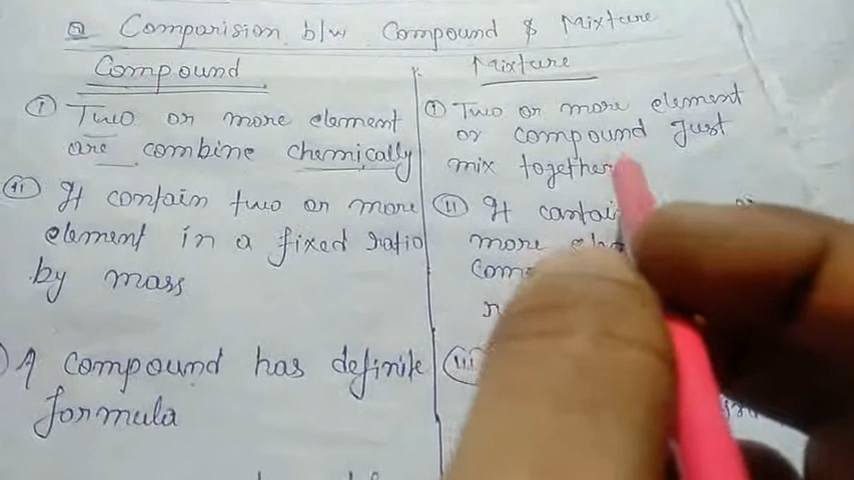 Q Comparision b/w Compound & Mixture
Compound
(I) Two or more element
are combine chemically
(II) It contain two or more
element in a fixed ratio
by mass
A compound has definite
formula
Mixture
(I) Two or more element
or compound Just
mix together
(II) It
more
(III)